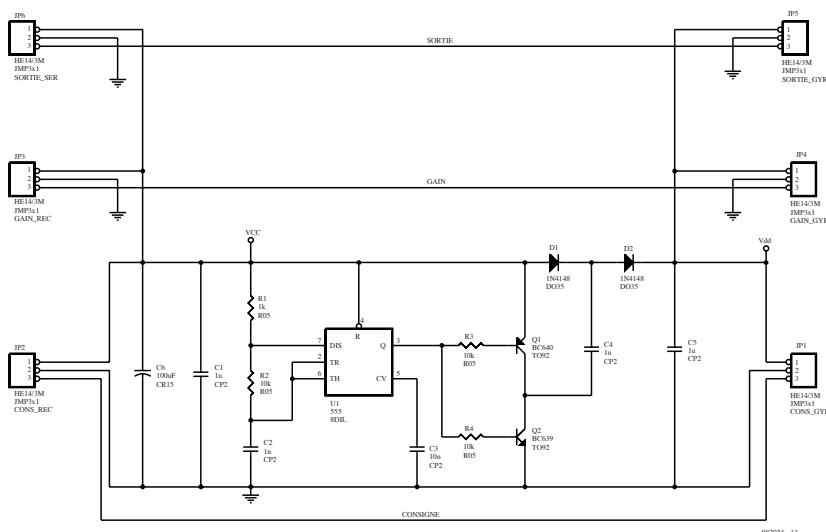 JP6
1
2
3
HE14/3M
JMP3x1
SORTIE_SER
SORTIE
JP5
1
2
3
HE14/3M
JMP3x1
SORTIE_GYR
JP3
1
2
3
HE14/3M
JMP3x1
GAIN_REC
GAIN
JP4
1
2
3
HE14/3M
JMP3x1
GAIN_GYR
VCC
D1
1N4148
DO35
D2
1N4148
DO35
Vdd
R1
1k
R05
4
R
7
DIS
2
TR
6
TH
Q
3
CV
5
U1
555
8DIL
R3
10k
R05
Q1
BC640
TO92
C4
1u
CP2
C5
1u
CP2
JP2
1
2
3
HE14/3M
JMP3x1
CONS_REC
C6
100uF
CR15
C1
1u
CP2
R2
10k
R05
JP1
1
2
3
HE14/3M
JMP3x1
CONS_GYR
C2
1n
CP2
C3
10n
CP2
R4
10k
R05
Q2
BC639
TO92
CONSIGNE